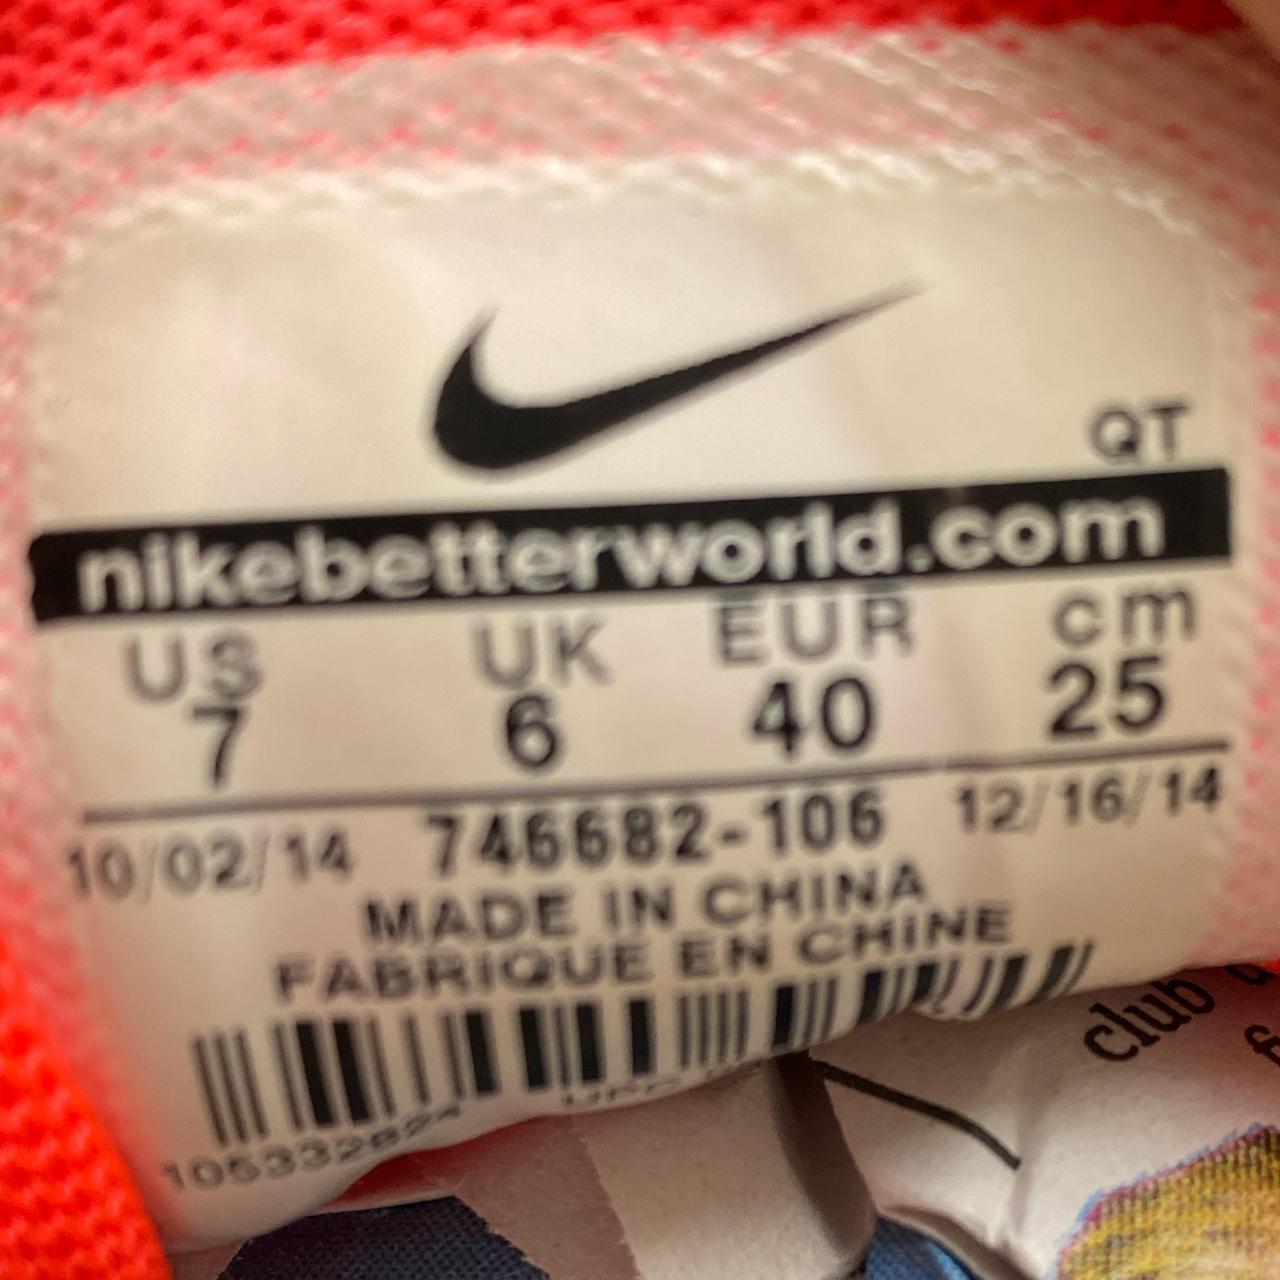 QT
nikebetterworld.com
US UK EUR cm
7 6 40 25
10/02/14 746682-106 12/16/14
MADE IN CHINA
FABRIQUE EN CHINE
club